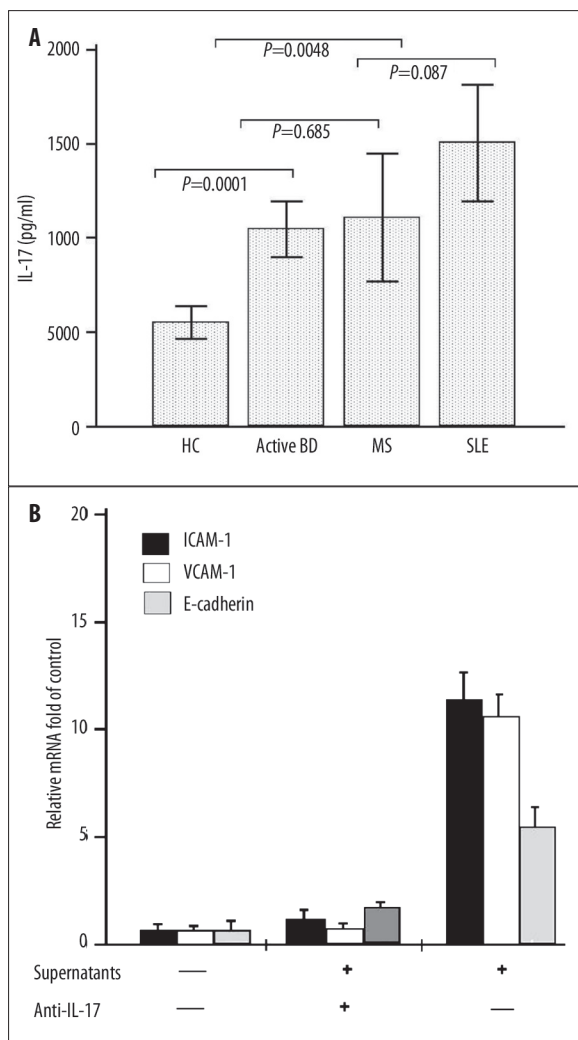 A
2000
P=0.0048
P=0.087
1500
P=0.685
P=0.0001
IL-17 (pg/ml)
1000
5000
0
HC Active BD MS SLE
B
20
ICAM-1
VCAM-1
E-cadherin
15
Relative mRNA fold of control
10
5
0
Supernatants — + +
Anti-IL-17 — + —